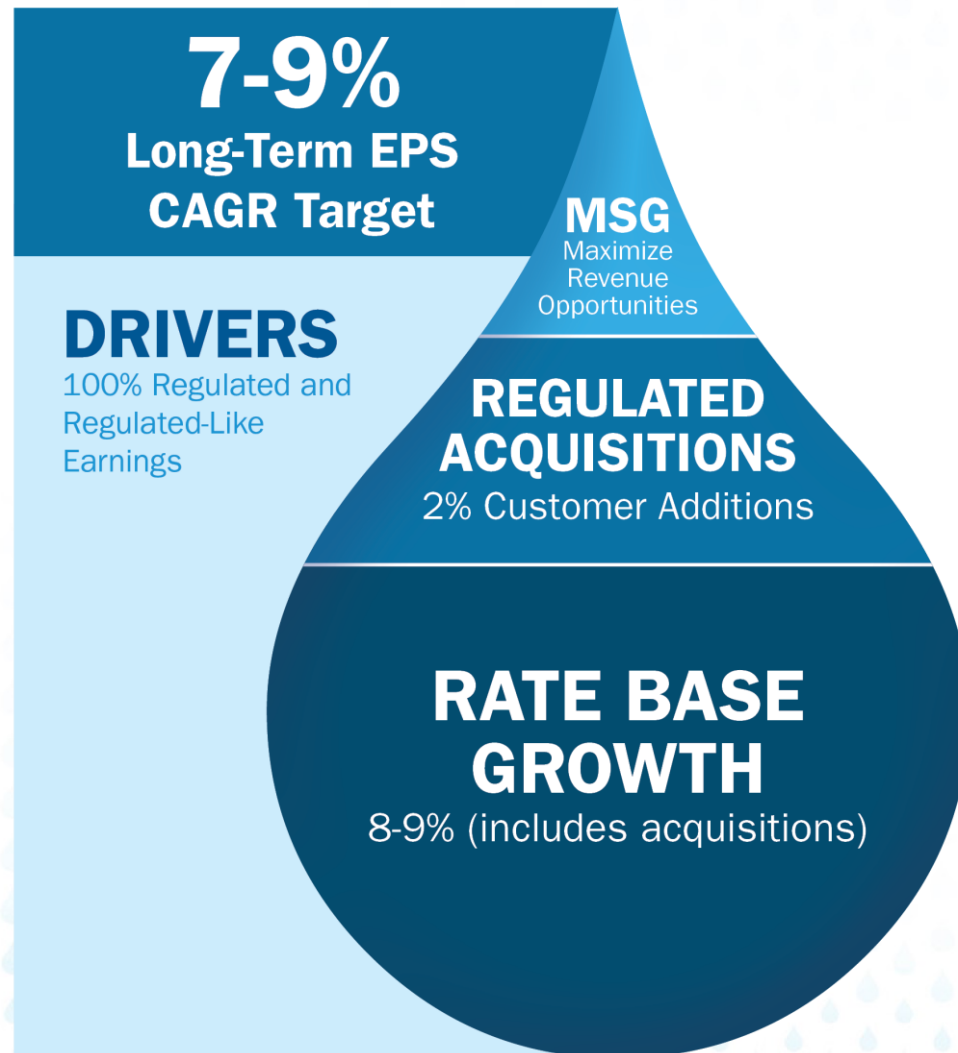 7-9%
Long-Term EPS
CAGR Target
DRIVERS
100% Regulated and
Regulated-Like
Earnings
MSG
Maximize
Revenue
Opportunities
REGULATED
ACQUISITIONS
2% Customer Additions
RATE BASE
GROWTH
8-9% (includes acquisitions)